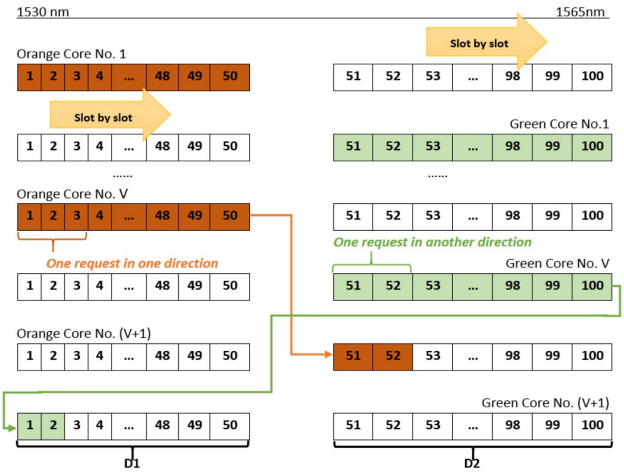 1530 nm 1565nm
Slot by slot
Orange Core No. 1
1 2 3 4 ... 48 49 50 51 52 53 ... 98 99 100
Slot by slot
Green Core No.1
1 2 3 4 ... 48 49 50 51 52 53 ... 98 99 100
...... ......
Orange Core No. V
1 2 3 4 ... 48 49 50 51 52 53 ... 98 99 100
One request in another direction
One request in one direction Green Core No. V
1 2 3 4 ... 48 49 50 51 52 53 ... 98 99 100
Orange Core No. (V+1)
1 2 3 4 ... 48 49 50 51 52 53 ... 98 99 100
Green Core No. (V+1)
1 2 3 4 ... 48 49 50 51 52 53 ... 98 99 100
D1 D2